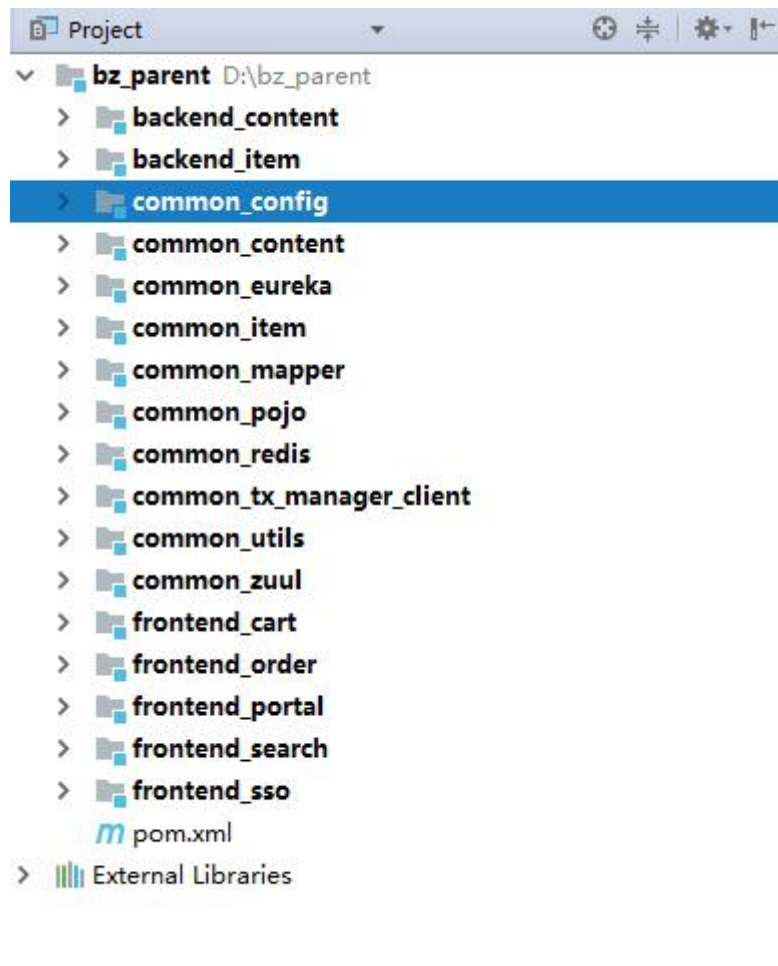 Project
bz_parent D:\bz_parent
backend_content
backend_item
common_config
common_content
common_eureka
common_item
common_mapper
common_pojo
common_redis
common_tx_manager_client
common_utils
common_zuul
frontend_cart
frontend_order
frontend_portal
frontend_search
frontend_sso
m pom.xml
External Libraries